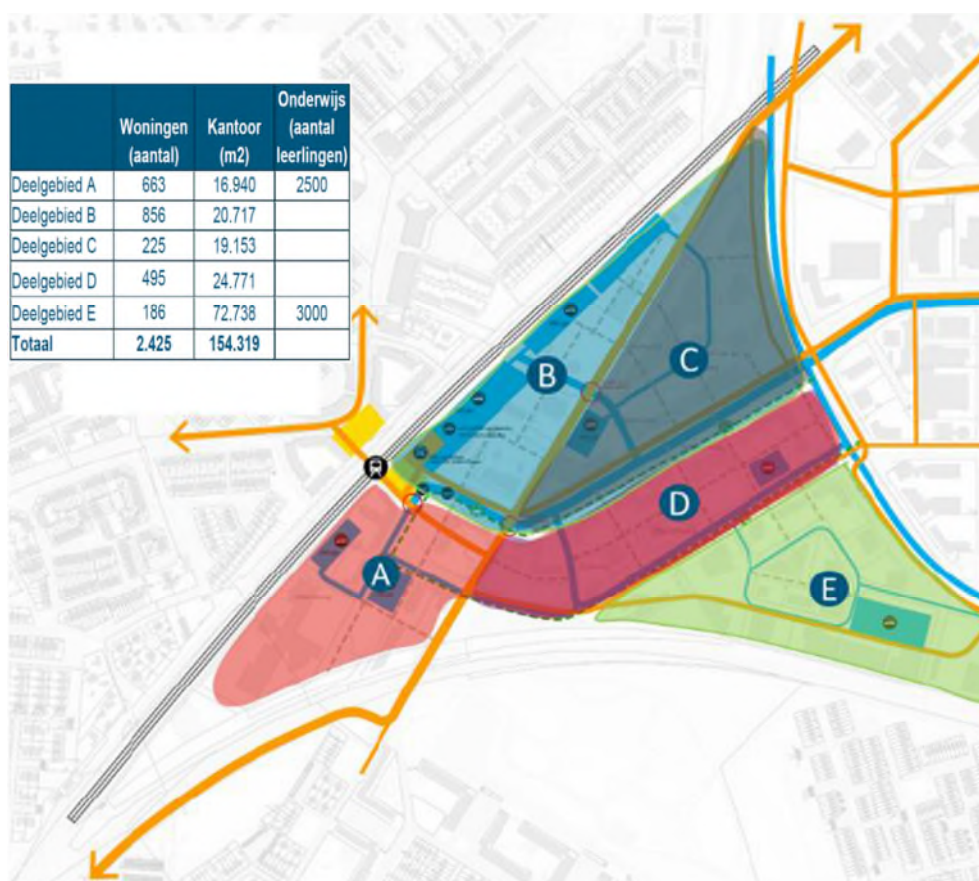 Woningen (aantal) Kantoor (m2) Onderwijs (aantal leerlingen)
Deelgebied A 663 16.940 2500
Deelgebied B 856 20.717
Deelgebied C 225 19.153
Deelgebied D 495 24.771
Deelgebied E 186 72.738 3000
Totaal 2.425 154.319
B
C
D
A
E